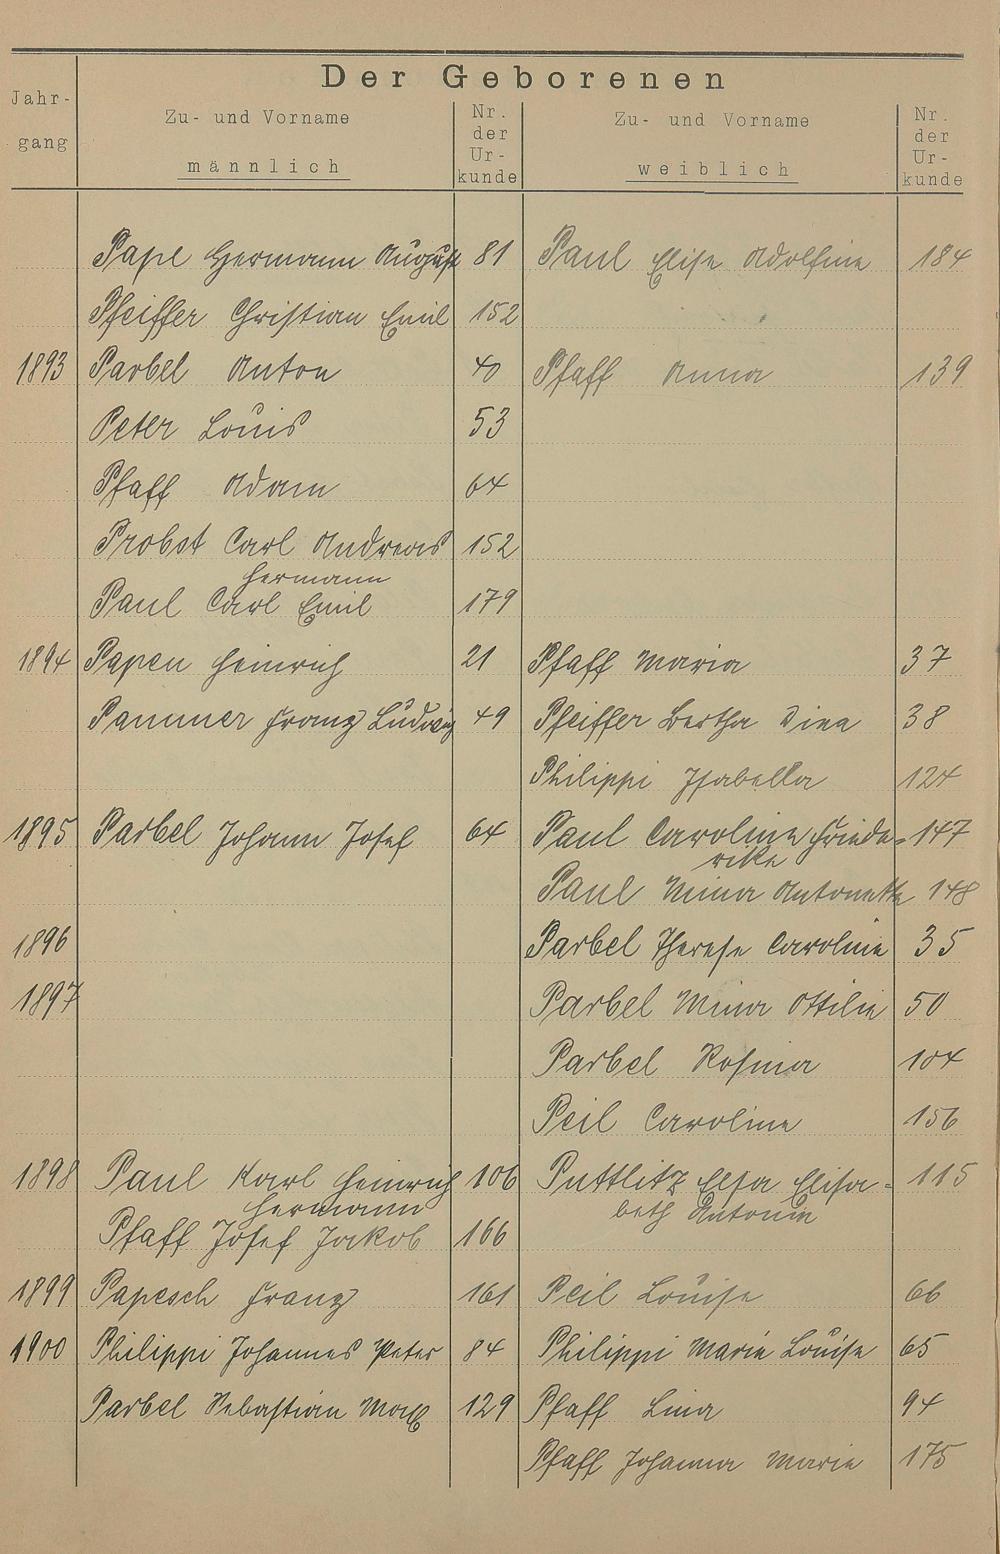 Der Geborenen
Jahr-
gang
Zu- und Vorname
männlich
Nr.
der
Ur-
kunde
Zu- und Vorname
weiblich
Nr.
der
Ur-
kunde
Pape Hermann August 81 Paul Elise Adolfine 184
Pfeiffer Christian Emil 152
1893 Parbel Anton 40 Pfaff Anna 139
Peter Louis 53
Pfaff Adam 64
Probst Carl Andreas 152
Hermann
Paul Carl Emil 179
1894 Papen Heinrich 21 Pfaff Maria 37
Pammer Franz Ludwig 49 Pfeiffer Bertha Dina 38
Philippi Isabella 124
1895 Parbel Johann Josef 64 Paul Caroline Friede- 147
rike
Paul Mina Antonette 148
1896 Parbel Therese Caroline 35
1897 Parbel Mina Ottilie 50
Parbel Rosina 104
Peil Caroline 156
1898 Paul Karl Heinrich 106 Puttlitz Elsa Elisa- 115
Hermann beth Antonie
Pfaff Josef Jakob 166
1899 Papesch Franz 161 Peil Louise 66
1900 Philippi Johannes Peter 84 Philippi Marie Louise 65
Parbel Sebastian Max 129 Pfaff Lina 94
Pfaff Johanna Marie 175